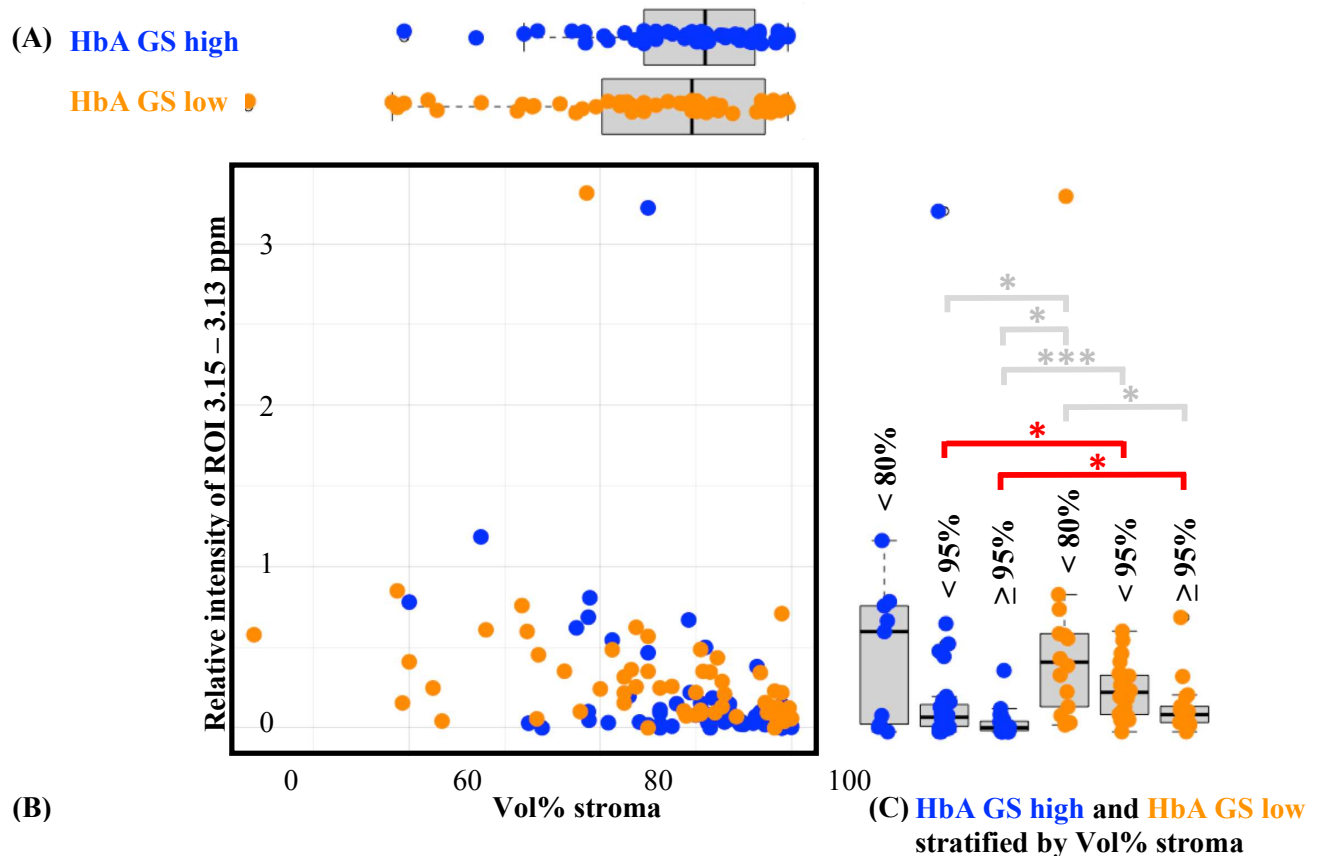 (A) HbA GS high
HbA GS low
Relative intensity of ROI 3.15 – 3.13 ppm
3
2
1
0
0 60 80 100
Vol% stroma
(B)
*
*
***
*
*
*
< 80%
< 95%
≥ 95%
< 80%
< 95%
≥ 95%
(C) HbA GS high and HbA GS low
stratified by Vol% stroma